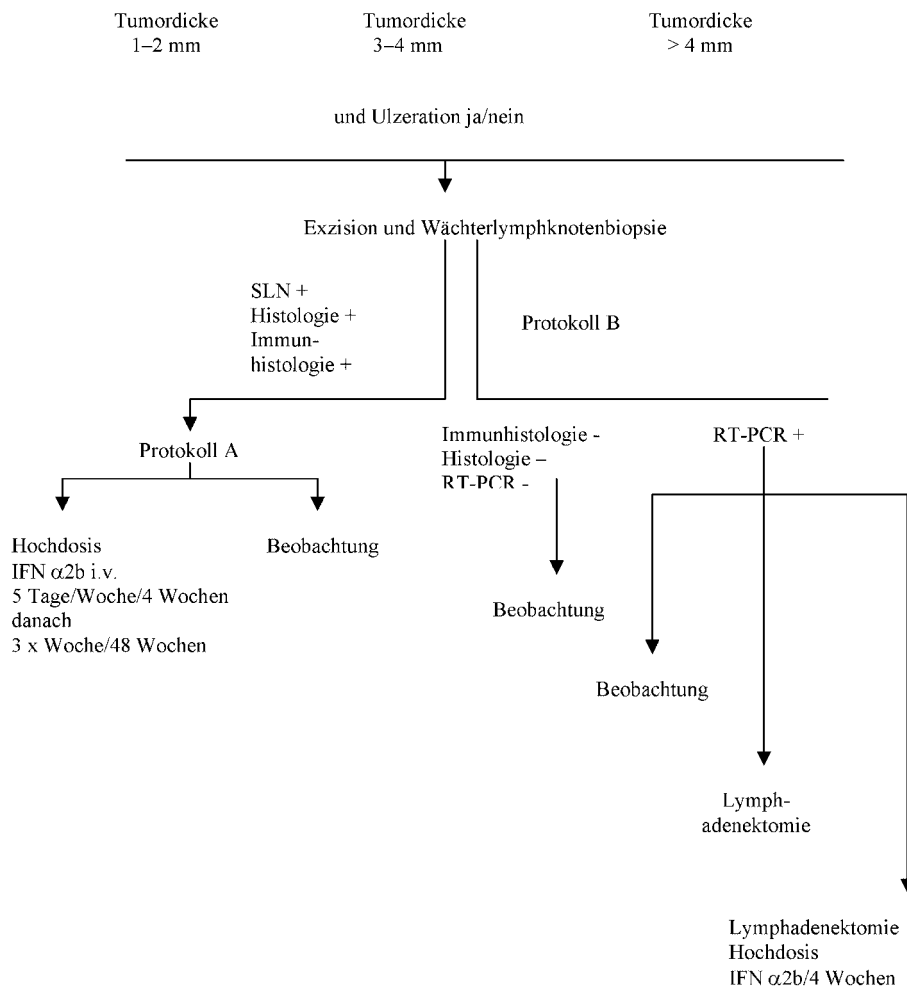 Tumordicke
1–2 mm
Tumordicke
3–4 mm
Tumordicke
> 4 mm
und Ulzeration ja/nein
Exzision und Wächterlymphknotenbiopsie
SLN +
Histologie +
Immun-
histologie +
Protokoll B
Protokoll A
Immunhistologie -
Histologie –
RT-PCR -
RT-PCR +
Hochdosis
IFN α2b i.v.
5 Tage/Woche/4 Wochen
danach
3 x Woche/48 Wochen
Beobachtung
Beobachtung
Beobachtung
Lymph-
adenektomie
Lymphadenektomie
Hochdosis
IFN α2b/4 Wochen